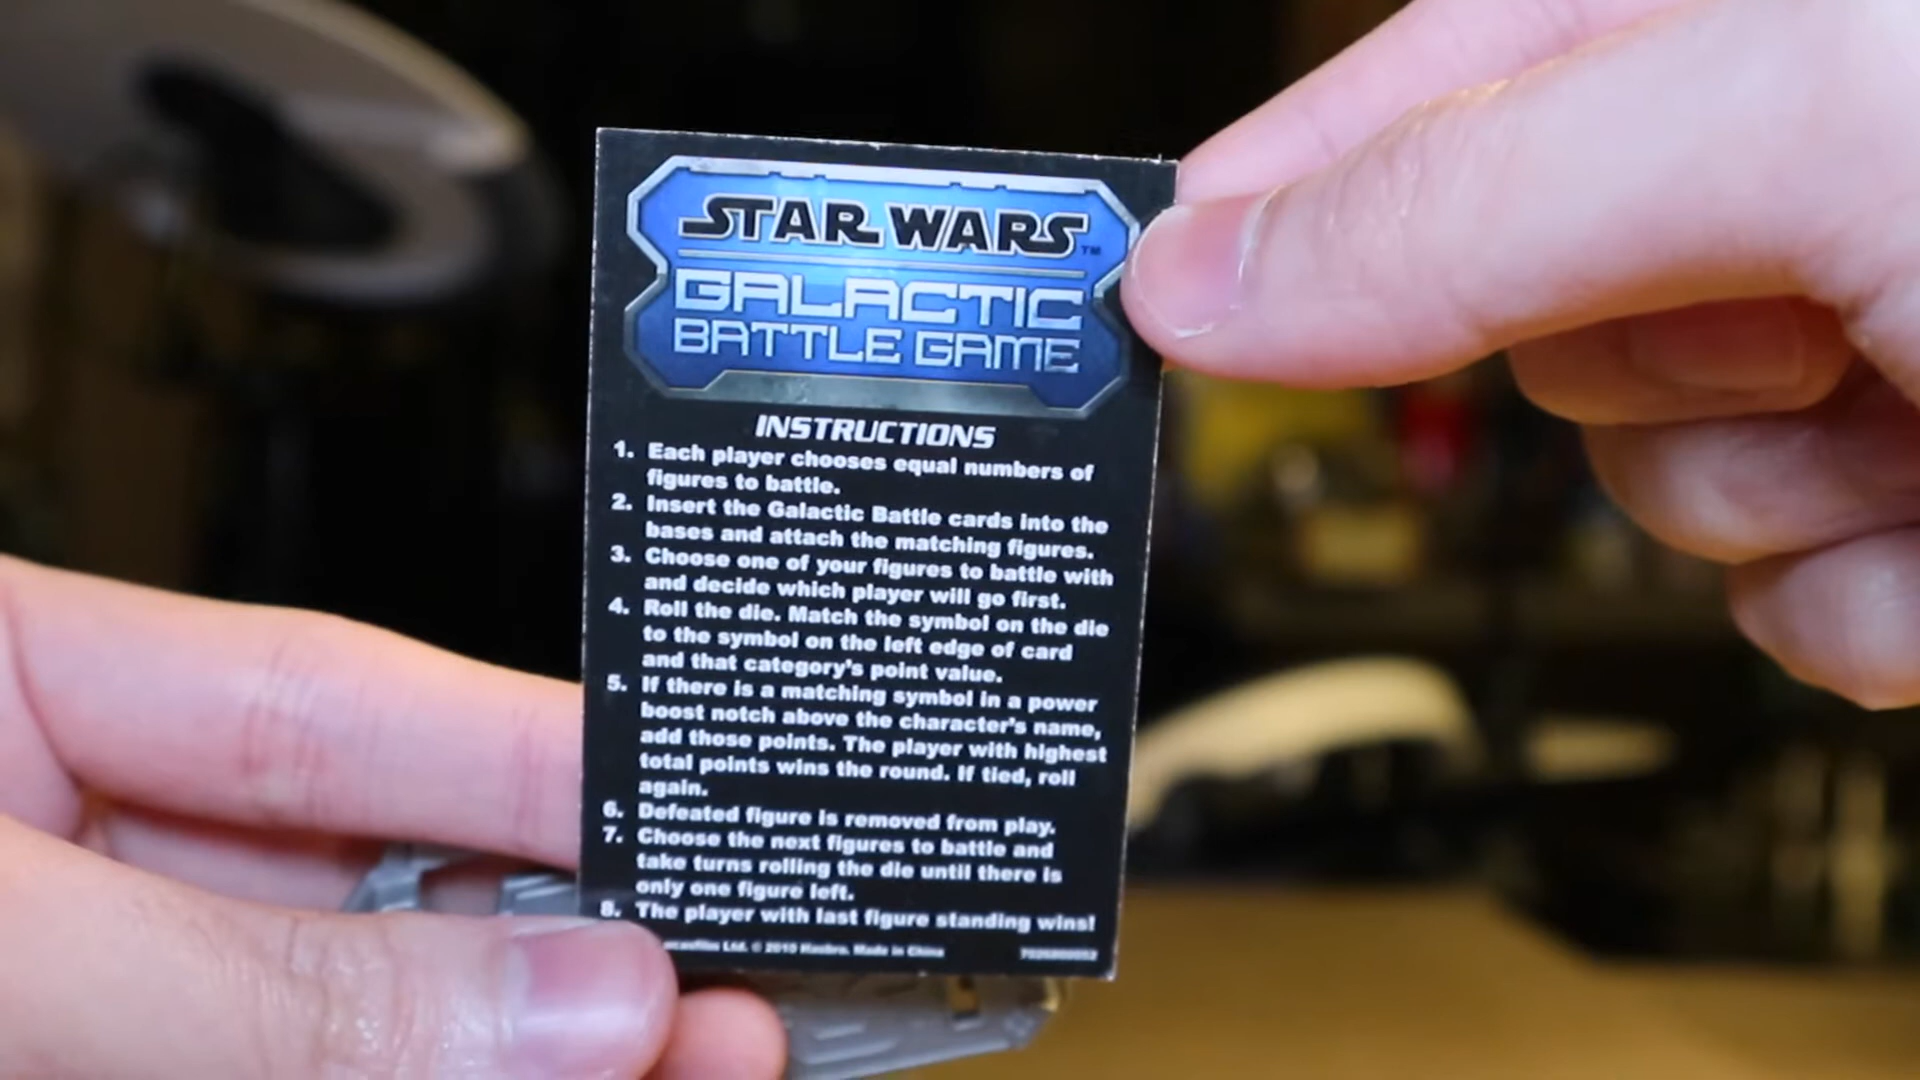 STAR WARS™
GALACTIC
BATTLE GAME
INSTRUCTIONS
1. Each player chooses equal numbers of
figures to battle.
2. Insert the Galactic Battle cards into the
bases and attach the matching figures.
3. Choose one of your figures to battle with
and decide which player will go first.
4. Roll the die. Match the symbol on the die
to the symbol on the left edge of card
and that category's point value.
5. If there is a matching symbol in a power
boost notch above the character's name,
add those points. The player with highest
total points wins the round. If tied, roll
again.
6. Defeated figure is removed from play.
7. Choose the next figures to battle and
take turns rolling the die until there is
only one figure left.
8. The player with last figure standing wins!
Ltd. © 2010 Hasbro. Made in China